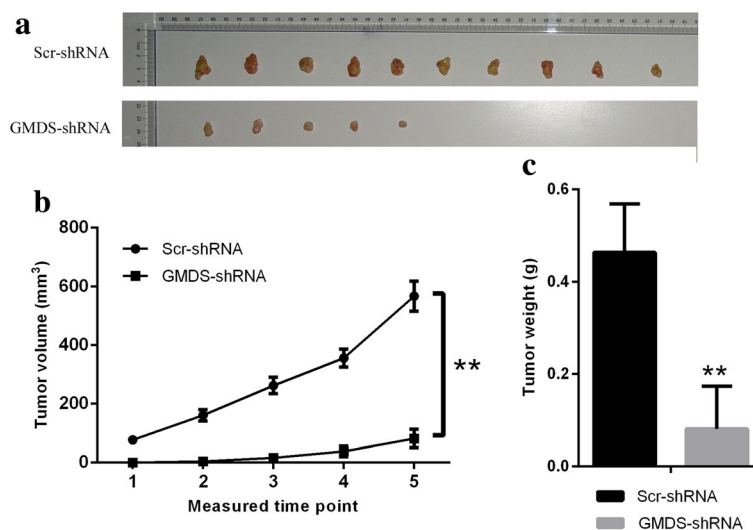 a
Scr-shRNA
GMDS-shRNA
b
Tumor volume (mm³)
800
600
400
200
0
Scr-shRNA
GMDS-shRNA
**
1 2 3 4 5
Measured time point
c
Tumor weight (g)
0.6
0.4
0.2
0.0
**
Scr-shRNA
GMDS-shRNA